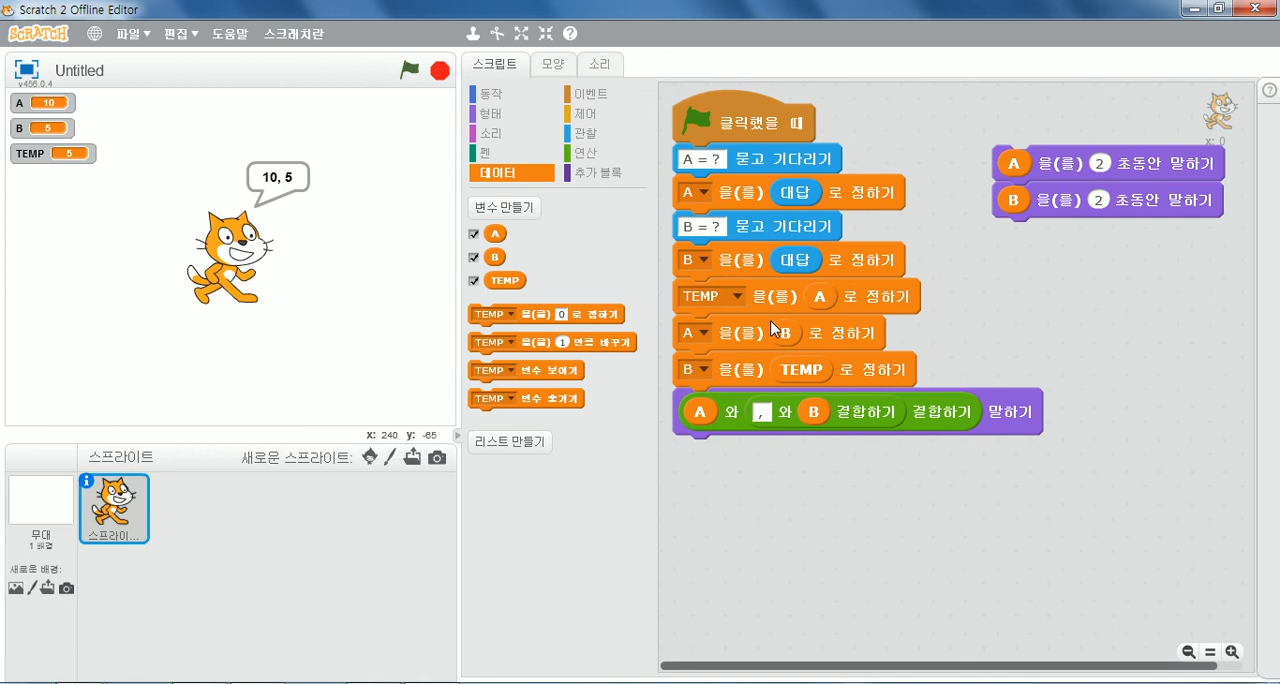 Scratch 2 Offline Editor
SCRATCH 파일 편집 도움말 스크래치란
Untitled
v456.0.4
A 10
B 5
TEMP 5
10, 5
x: 240 y: -65
스프라이트 새로운 스프라이트:
무대
1 배경
새로운 배경:
스프라이...
스크립트 모양 소리
동작 이벤트
형태 제어
소리 관찰
펜 연산
데이터 추가 블록
변수 만들기
A
B
TEMP
TEMP 을(를) 0 로 정하기
TEMP 을(를) 1 만큼 바꾸기
TEMP 변수 보이기
TEMP 변수 숨기기
리스트 만들기
클릭했을 때
A = ? 묻고 기다리기
A 을(를) 대답 로 정하기
B = ? 묻고 기다리기
B 을(를) 대답 로 정하기
TEMP 을(를) A 로 정하기
A 을(를) B 로 정하기
B 을(를) TEMP 로 정하기
A 와 , 와 B 결합하기 결합하기 말하기
x: 0
A 을(를) 2 초동안 말하기
B 을(를) 2 초동안 말하기